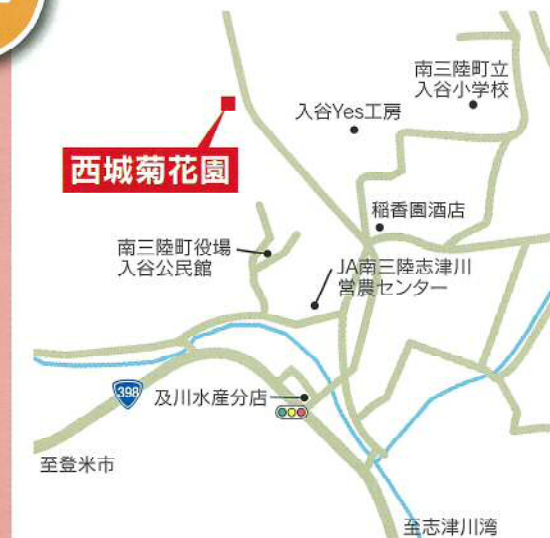 南三陸町立
入谷小学校
入谷Yes工房
西城菊花園
稲香園酒店
南三陸町役場
入谷公民館
JA南三陸志津川
営農センター
398
及川水産分店
至登米市
至志津川湾